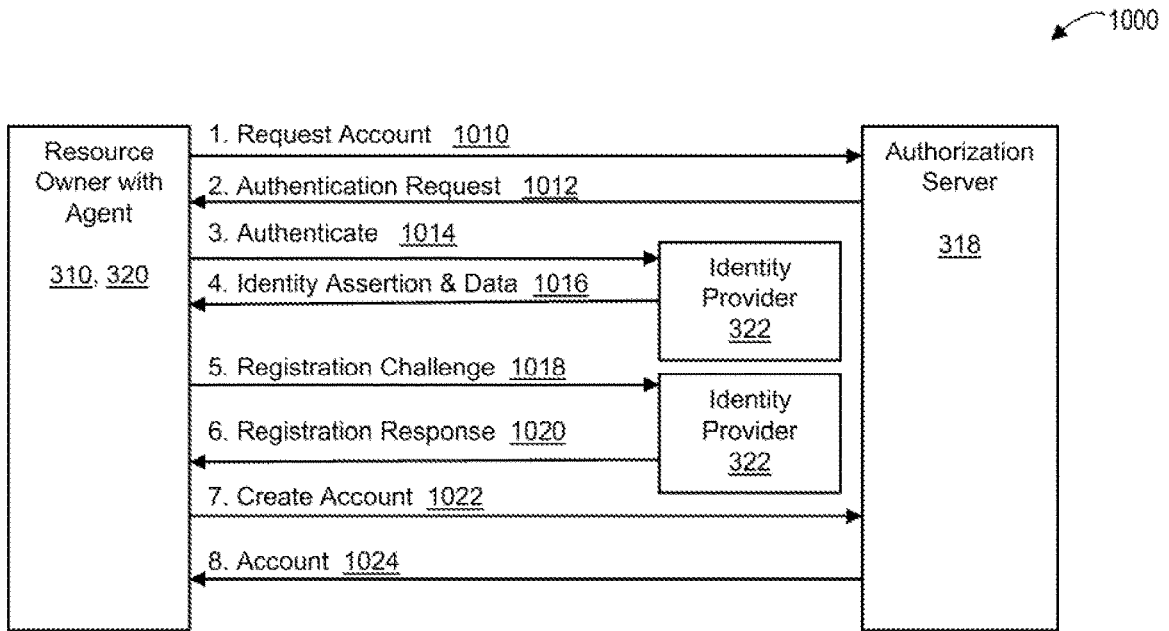 1000
Resource
Owner with
Agent
310, 320
1. Request Account 1010
2. Authentication Request 1012
3. Authenticate 1014
4. Identity Assertion & Data 1016
5. Registration Challenge 1018
6. Registration Response 1020
7. Create Account 1022
8. Account 1024
Identity
Provider
322
Identity
Provider
322
Authorization
Server
318